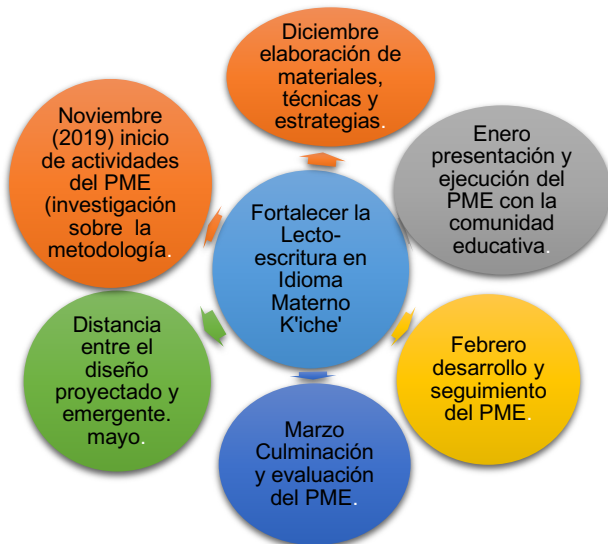 Diciembre
elaboración de
materiales,
técnicas y
estrategias.
Noviembre
(2019) inicio
de actividades
del PME
(investigación
sobre la
metodología.
Enero
presentación y
ejecución del
PME con la
comunidad
educativa.
Fortalecer la
Lecto-
escritura en
Idioma
Materno
K'iche'
Distancia
entre el
diseño
proyectado y
emergente.
mayo.
Febrero
desarrollo y
seguimiento
del PME.
Marzo
Culminación
y evaluación
del PME.